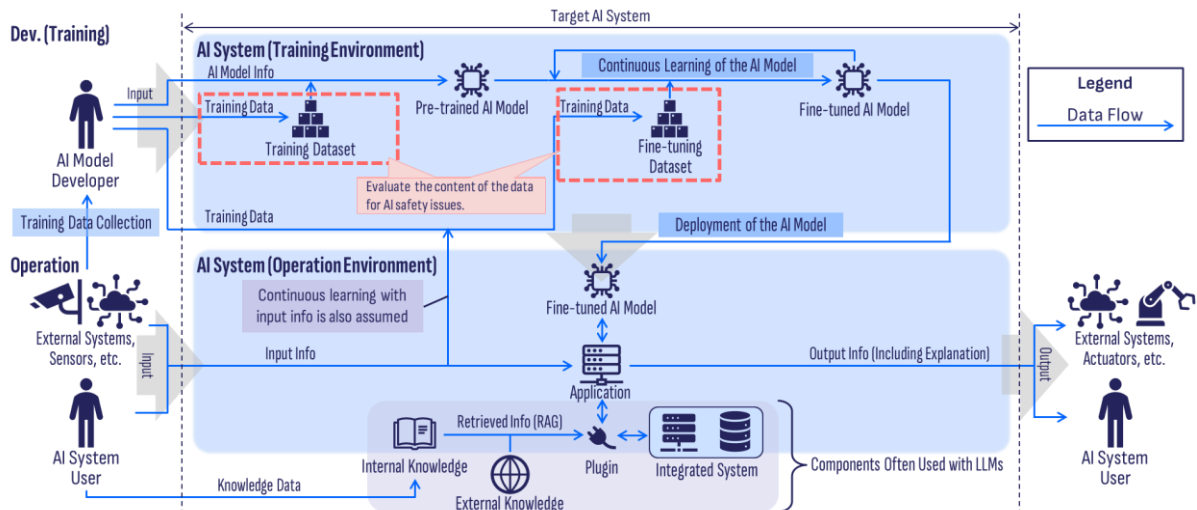 Target AI System
Dev. (Training)
AI System (Training Environment)
Input
AI Model Info
Continuous Learning of the AI Model
Legend
Data Flow
Training Data
Pre-trained AI Model
Training Data
Fine-tuned AI Model
Training Dataset
Fine-tuning
Dataset
AI Model
Developer
Evaluate the content of the data
for AI safety issues.
Training Data Collection
Training Data
Deployment of the AI Model
Operation
AI System (Operation Environment)
Continuous learning with
input info is also assumed
Fine-tuned AI Model
External Systems,
Sensors, etc.
Input
Input Info
Application
Output Info (Including Explanation)
Output
External Systems,
Actuators, etc.
AI System
User
Retrieved Info (RAG)
Internal Knowledge
External Knowledge
Plugin
Integrated System
Components Often Used with LLMs
AI System
User
Knowledge Data